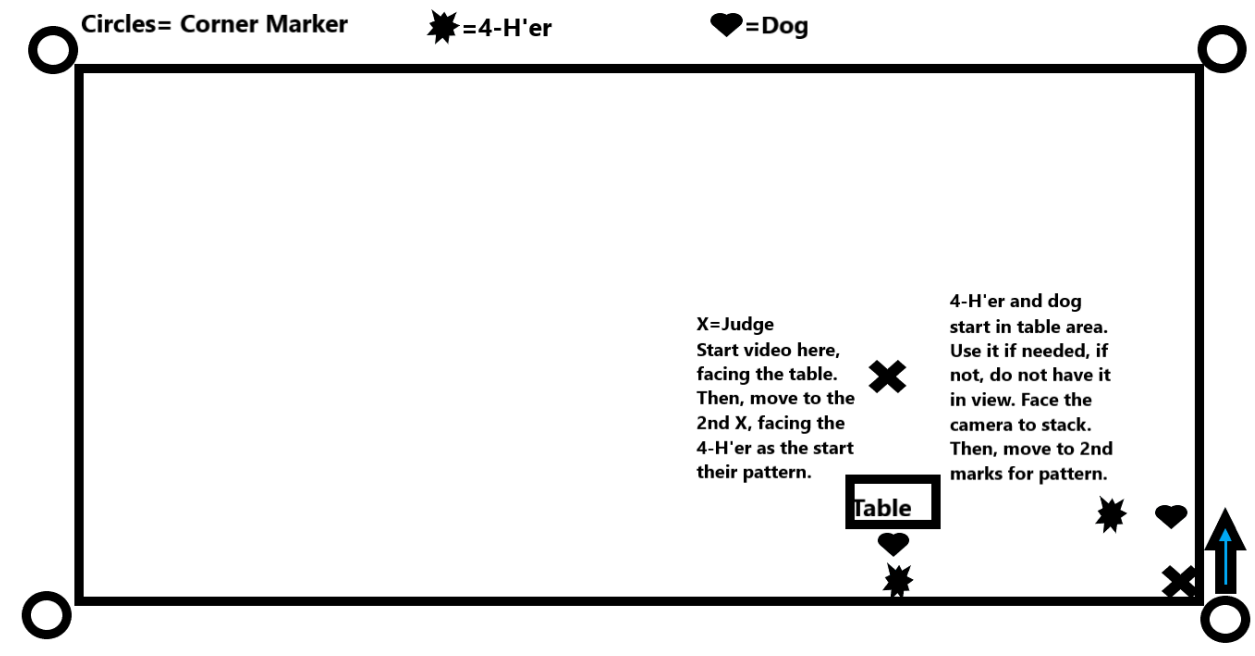 Circles= Corner Marker
=4-H'er
=Dog
X=Judge
Start video here,
facing the table.
Then, move to the
2nd X, facing the
4-H'er as the start
their pattern.
4-H'er and dog
start in table area.
Use it if needed, if
not, do not have it
in view. Face the
camera to stack.
Then, move to 2nd
marks for pattern.
Table